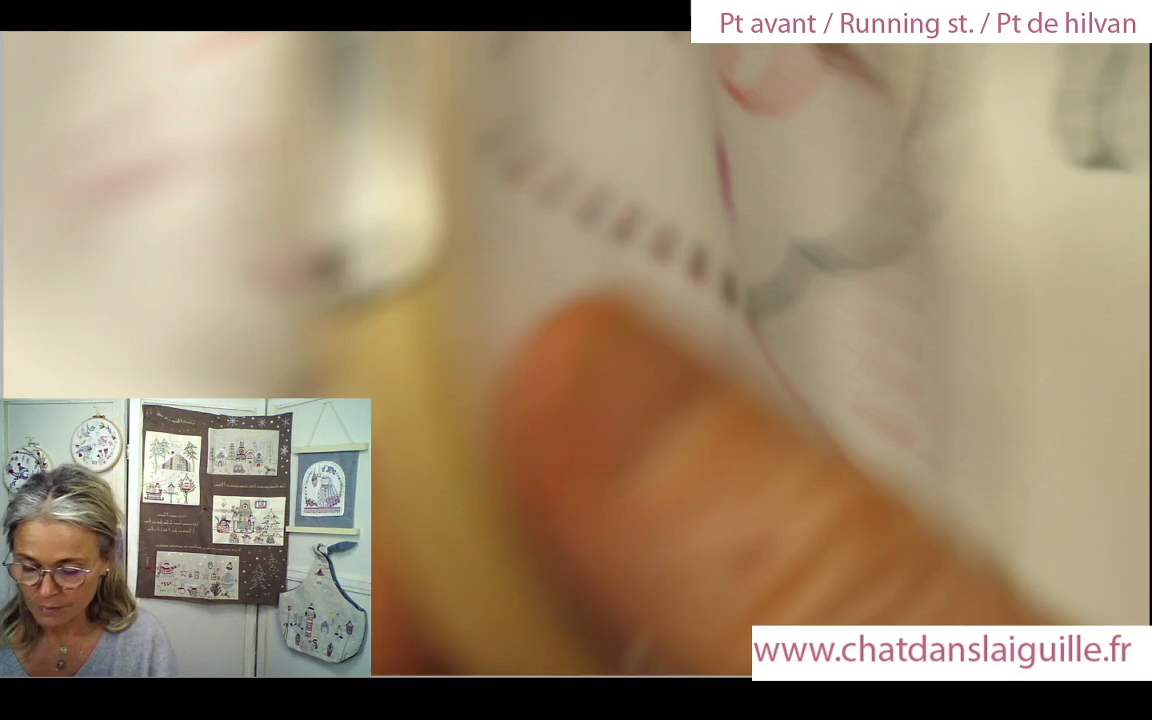 Pt avant / Running st. / Pt de hilvan
www.chatdanslaiguille.fr